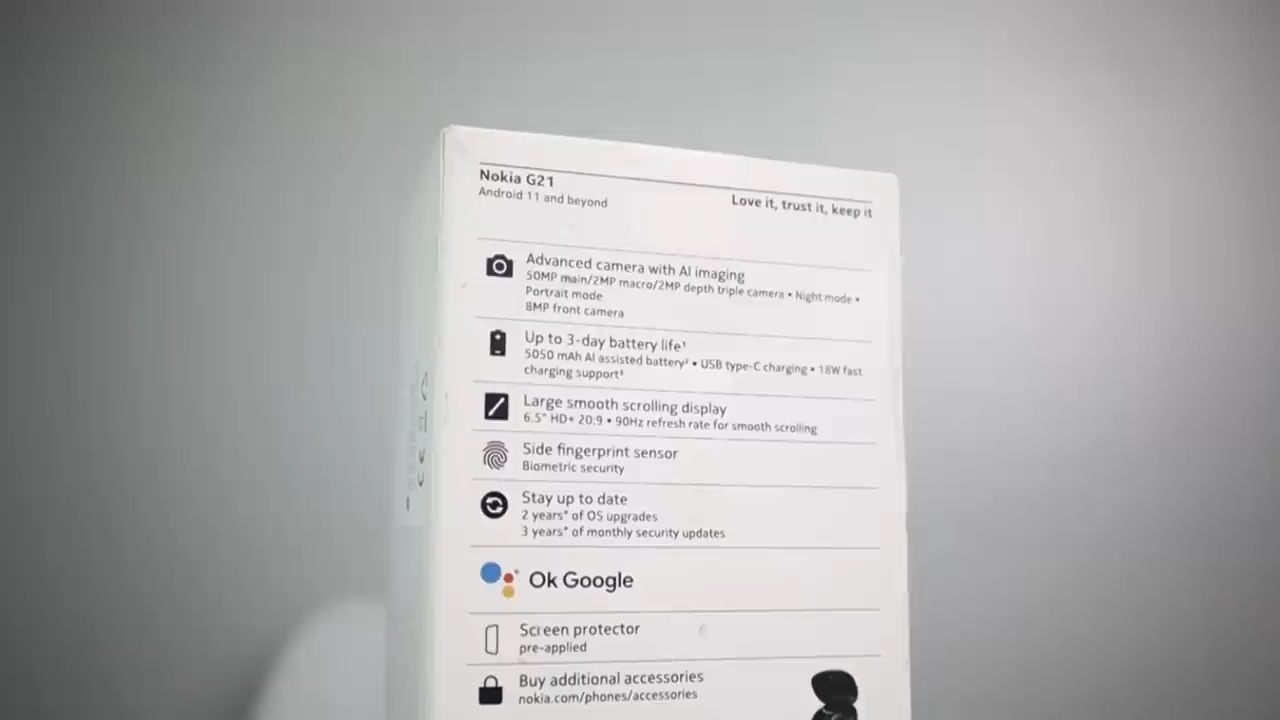 Nokia G21
Android 11 and beyond
Love it, trust it, keep it
Advanced camera with AI imaging
50MP main/2MP macro/2MP depth triple camera • Night mode •
Portrait mode
8MP front camera
Up to 3-day battery life¹
5050 mAh AI assisted battery² • USB type-C charging • 18W fast
charging support³
Large smooth scrolling display
6.5" HD+ 20:9 • 90Hz refresh rate for smooth scrolling
Side fingerprint sensor
Biometric security
Stay up to date
2 years* of OS upgrades
3 years* of monthly security updates
Ok Google
Screen protector
pre-applied
Buy additional accessories
nokia.com/phones/accessories
CE